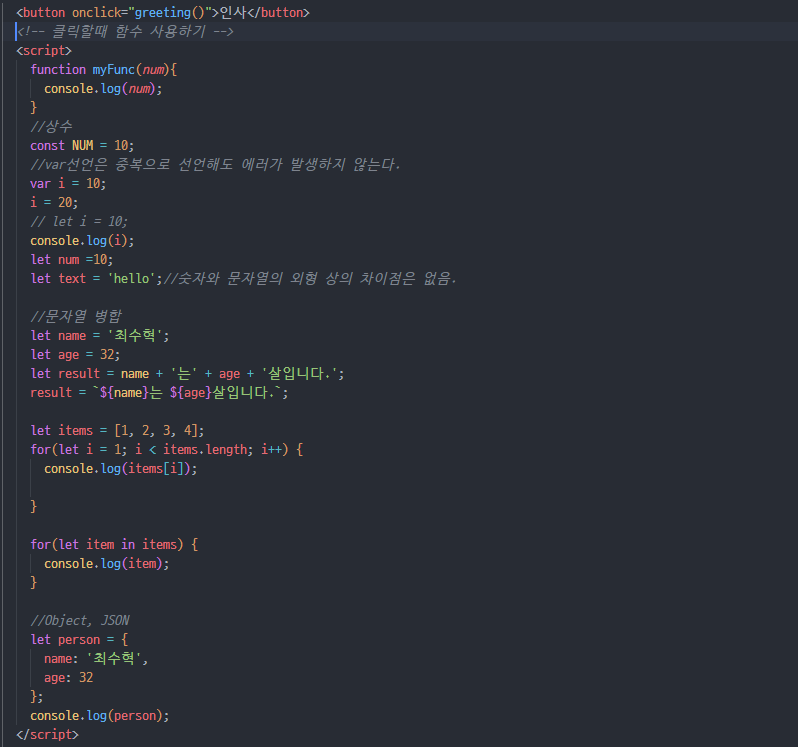 <button onclick="greeting()">인사</button>
<!-- 클릭할때 함수 사용하기 -->
<script>
function myFunc(num){
console.log(num);
}
//상수
const NUM = 10;
//var선언은 중복으로 선언해도 에러가 발생하지 않는다.
var i = 10;
i = 20;
// let i = 10;
console.log(i);
let num =10;
let text = 'hello';//숫자와 문자열의 외형 상의 차이점은 없음.
//문자열 병합
let name = '최수혁';
let age = 32;
let result = name + '는' + age + '살입니다.';
result = `${name}는 ${age}살입니다.`;
let items = [1, 2, 3, 4];
for(let i = 1; i < items.length; i++) {
console.log(items[i]);
}
for(let item in items) {
console.log(item);
}
//Object, JSON
let person = {
name: '최수혁',
age: 32
};
console.log(person);
</script>